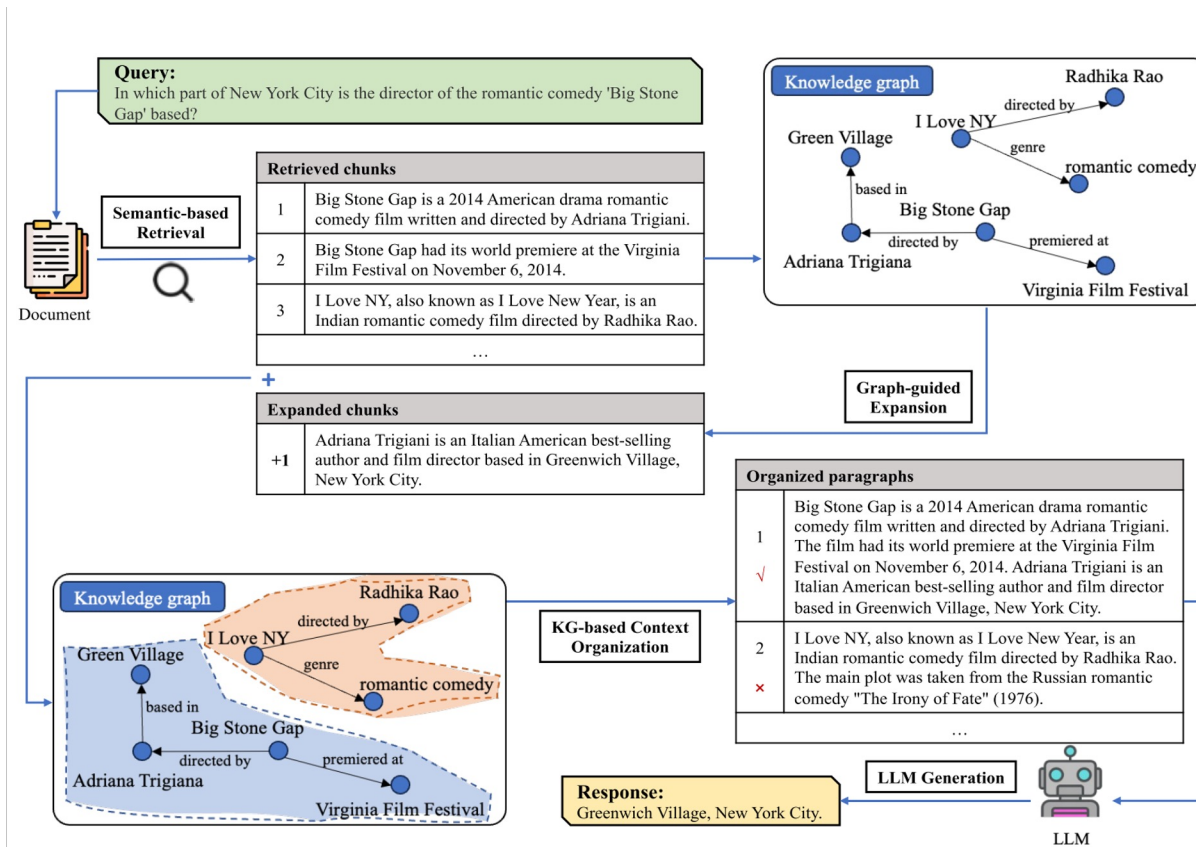 Query:
In which part of New York City is the director of the romantic comedy 'Big Stone
Gap' based?
Document
Semantic-based
Retrieval
Retrieved chunks
1
Big Stone Gap is a 2014 American drama romantic
comedy film written and directed by Adriana Trigiani.
2
Big Stone Gap had its world premiere at the Virginia
Film Festival on November 6, 2014.
3
I Love NY, also known as I Love New Year, is an
Indian romantic comedy film directed by Radhika Rao.
...
Knowledge graph
Radhika Rao
directed by
I Love NY
Green Village
genre
romantic comedy
based in
Big Stone Gap
directed by
premiered at
Adriana Trigiana
Virginia Film Festival
Graph-guided
Expansion
+
Expanded chunks
+1
Adriana Trigiani is an Italian American best-selling
author and film director based in Greenwich Village,
New York City.
Knowledge graph
Radhika Rao
directed by
I Love NY
Green Village
genre
romantic comedy
based in
Big Stone Gap
directed by
premiered at
Adriana Trigiana
Virginia Film Festival
KG-based Context
Organization
Organized paragraphs
1
√
Big Stone Gap is a 2014 American drama romantic
comedy film written and directed by Adriana Trigiani.
The film had its world premiere at the Virginia Film
Festival on November 6, 2014. Adriana Trigiani is an
Italian American best-selling author and film director
based in Greenwich Village, New York City.
2
×
I Love NY, also known as I Love New Year, is an
Indian romantic comedy film directed by Radhika Rao.
The main plot was taken from the Russian romantic
comedy "The Irony of Fate" (1976).
...
LLM Generation
LLM
Response:
Greenwich Village, New York City.